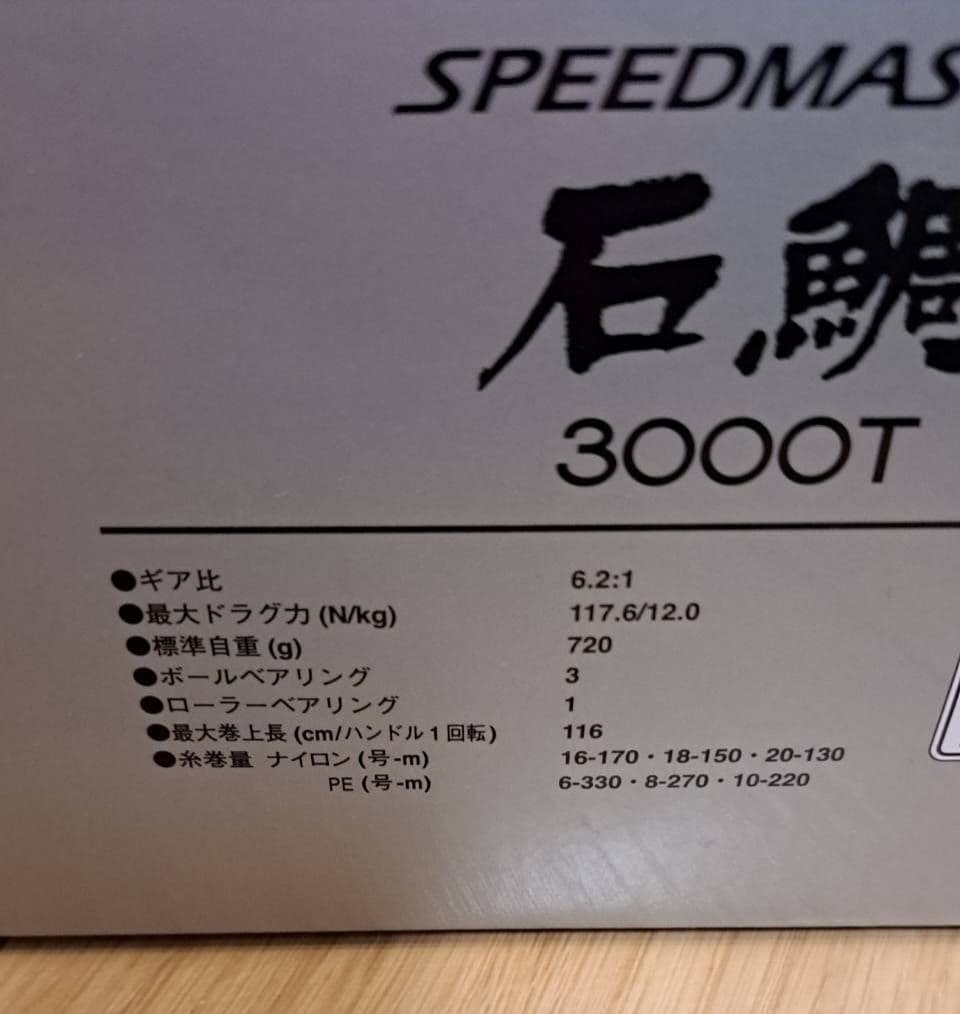 SPEEDMAS
石鯛
3000T
●ギア比 6.2:1
●最大ドラグ力 (N/kg) 117.6/12.0
●標準自重 (g) 720
●ボールベアリング 3
●ローラーベアリング 1
●最大巻上長 (cm/ハンドル1回転) 116
●糸巻量 ナイロン (号-m) 16-170・18-150・20-130
PE (号-m) 6-330・8-270・10-220